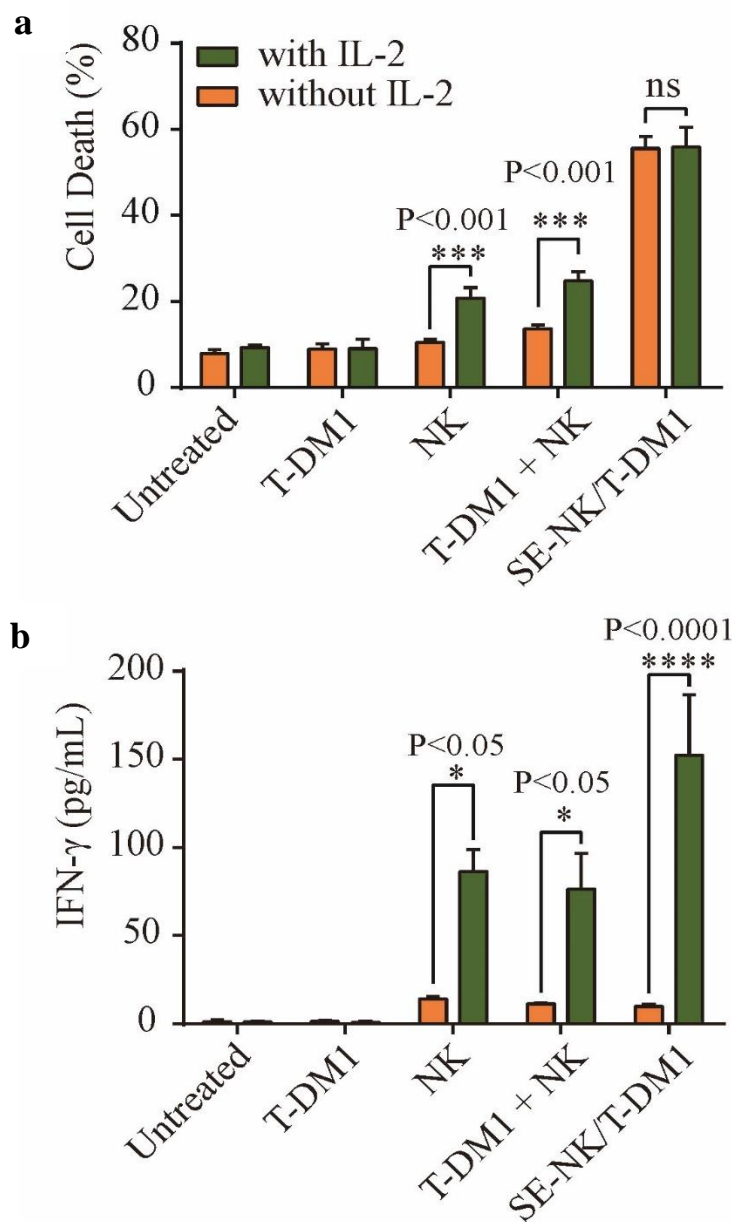 a
Cell Death (%)
80
60
40
20
0
with IL-2
without IL-2
P<0.001
***
P<0.001
***
ns
Untreated
T-DM1
NK
T-DM1 + NK
SE-NK/T-DM1
b
IFN-γ (pg/mL)
200
150
100
50
0
P<0.05
*
P<0.05
*
P<0.0001
****
Untreated
T-DM1
NK
T-DM1 + NK
SE-NK/T-DM1